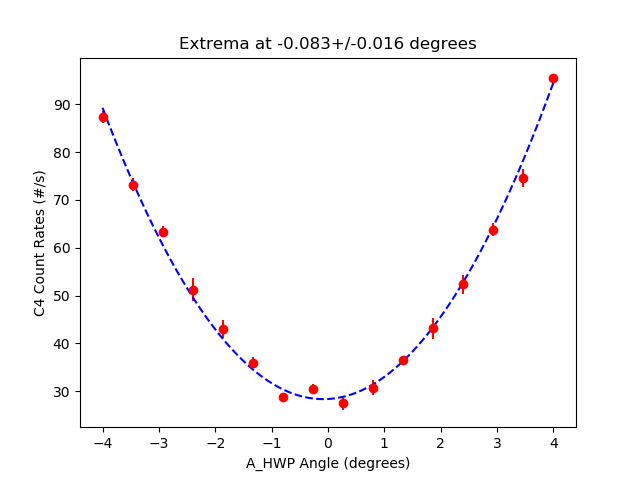 Extrema at -0.083+/-0.016 degrees
C4 Count Rates (#/s)
90
80
70
60
50
40
30
−4 −3 −2 −1 0 1 2 3 4
A_HWP Angle (degrees)